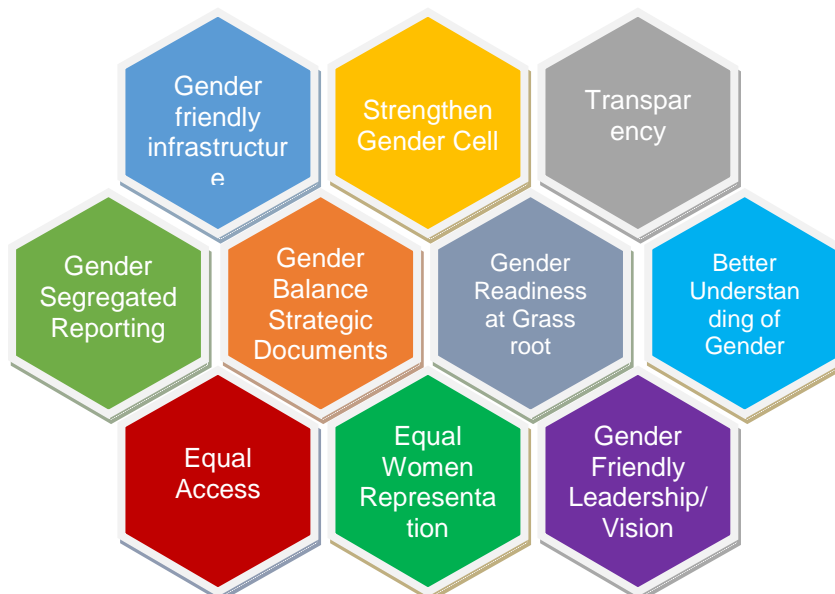 Gender
friendly
infrastructur
e
Strengthen
Gender Cell
Transpar
ency
Gender
Segregated
Reporting
Gender
Balance
Strategic
Documents
Gender
Readiness
at Grass
root
Better
Understan
ding of
Gender
Equal
Access
Equal
Women
Representa
tion
Gender
Friendly
Leadership/
Vision